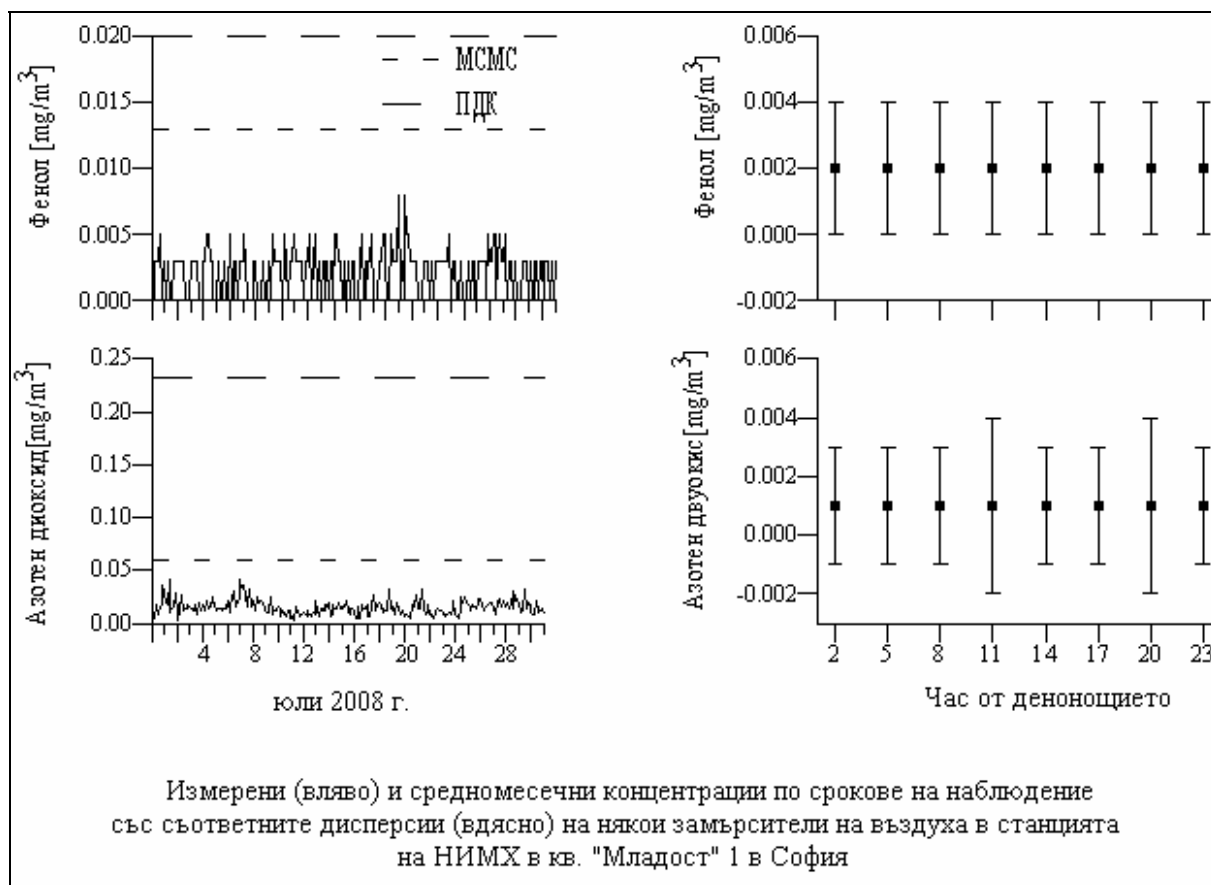 0.020
0.015
0.010
0.005
0.000
Фенол [mg/m³]
МСМС
ПДК
0.006
0.004
0.002
0.000
-0.002
Фенол [mg/m³]
0.25
0.20
0.15
0.10
0.05
0.00
Азотен диоксид[mg/m³]
4 8 12 16 20 24 28
юли 2008 г.
0.006
0.004
0.002
0.000
-0.002
Азотен двуокис[mg/m³]
2 5 8 11 14 17 20 23
Час от денонощието
Измерени (вляво) и средномесечни концентрации по срокове на наблюдение
със съответните дисперсии (вдясно) на някои замърсители на въздуха в станцията
на НИМХ в кв. "Младост" 1 в София